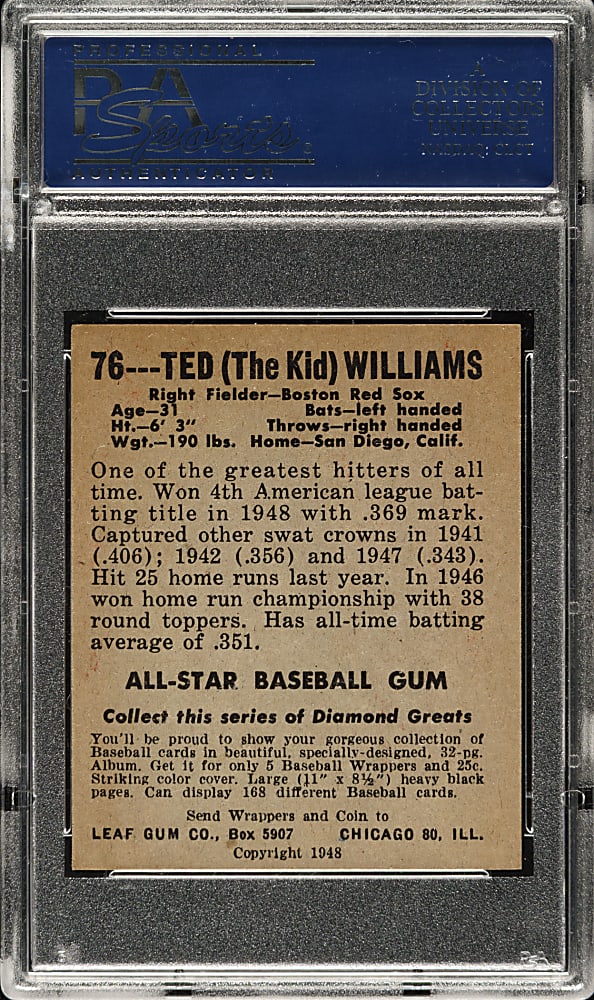 PROFESSIONAL
PSA
Sports
AUTHENTICATOR
A
DIVISION OF
COLLECTORS
UNIVERSE
NASDAQ: CLCT
76---TED (The Kid) WILLIAMS
Right Fielder—Boston Red Sox
Age—31 Bats—left handed
Ht.—6' 3" Throws—right handed
Wgt.—190 lbs. Home—San Diego, Calif.
One of the greatest hitters of all
time. Won 4th American league bat-
ting title in 1948 with .369 mark.
Captured other swat crowns in 1941
(.406); 1942 (.356) and 1947 (.343).
Hit 25 home runs last year. In 1946
won home run championship with 38
round toppers. Has all-time batting
average of .351.
ALL-STAR BASEBALL GUM
Collect this series of Diamond Greats
You'll be proud to show your gorgeous collection of
Baseball cards in beautiful, specially-designed, 32-pg.
Album. Get it for only 5 Baseball Wrappers and 25c.
Striking color cover. Large (11" x 8½") heavy black
pages. Can display 168 different Baseball cards.
Send Wrappers and Coin to
LEAF GUM CO., Box 5907 CHICAGO 80, ILL.
Copyright 1948
PSA